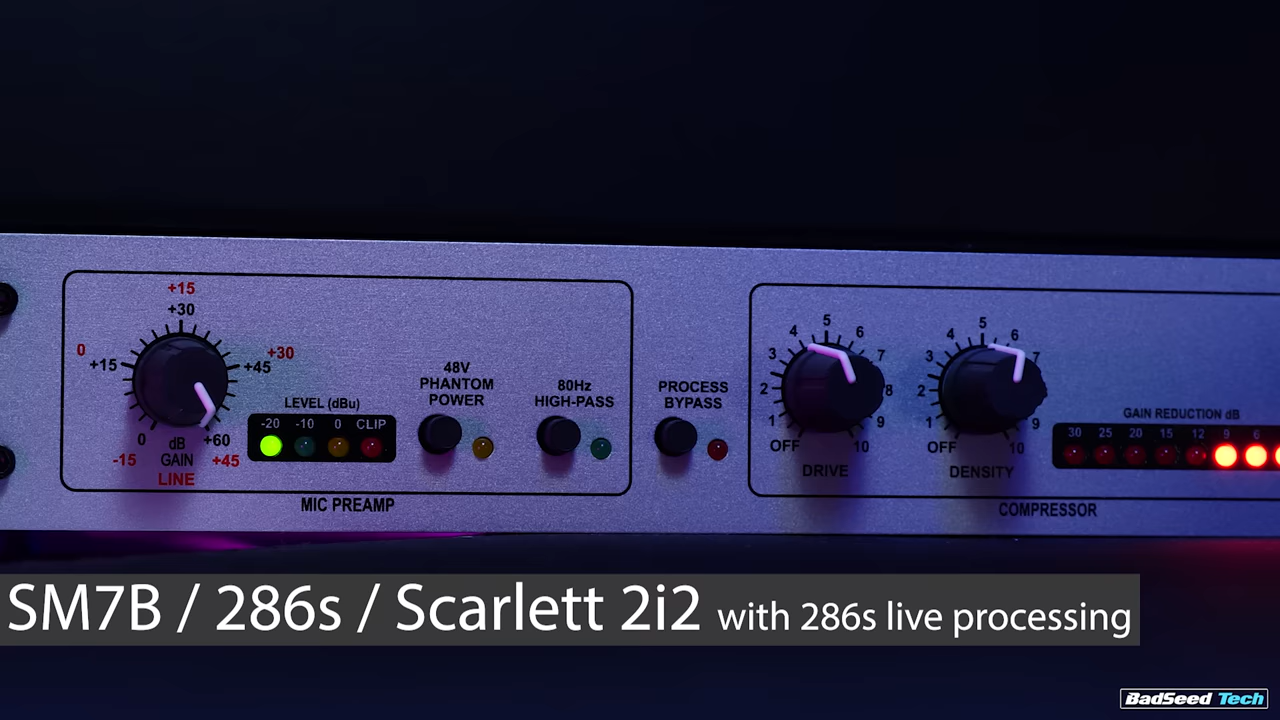 +15
+30
0
+15
+30
+45
0
dB
+60
-15
GAIN
+45
LINE
LEVEL (dBu)
-20 -10 0 CLIP
48V
PHANTOM
POWER
80Hz
HIGH-PASS
MIC PREAMP
PROCESS
BYPASS
5
4 6
3 7
2 8
1 9
OFF 10
DRIVE
5
4 6
3 7
2
1 9
OFF 10
DENSITY
GAIN REDUCTION dB
30 25 20 15 12 9 6
COMPRESSOR
SM7B / 286s / Scarlett 2i2 with 286s live processing
BadSeed Tech